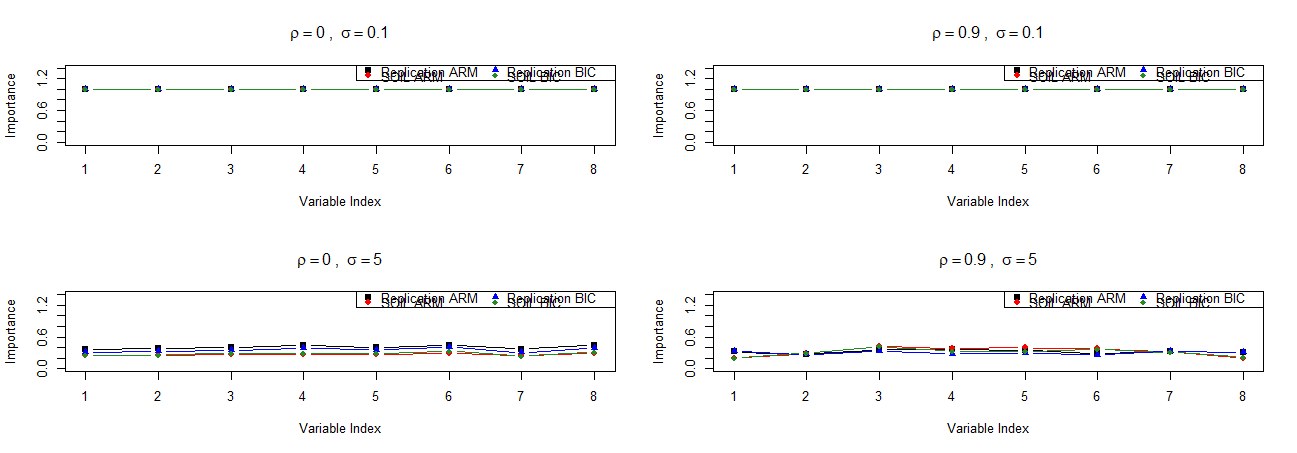 ρ = 0 , σ = 0.1
Replication ARM Replication BIC
SOIL ARM SOIL BIC
Importance
0.0 0.6 1.2
1 2 3 4 5 6 7 8
Variable Index
ρ = 0.9 , σ = 0.1
Replication ARM Replication BIC
SOIL ARM SOIL BIC
Importance
0.0 0.6 1.2
1 2 3 4 5 6 7 8
Variable Index
ρ = 0 , σ = 5
Replication ARM Replication BIC
SOIL ARM SOIL BIC
Importance
0.0 0.6 1.2
1 2 3 4 5 6 7 8
Variable Index
ρ = 0.9 , σ = 5
Replication ARM Replication BIC
SOIL ARM SOIL BIC
Importance
0.0 0.6 1.2
1 2 3 4 5 6 7 8
Variable Index